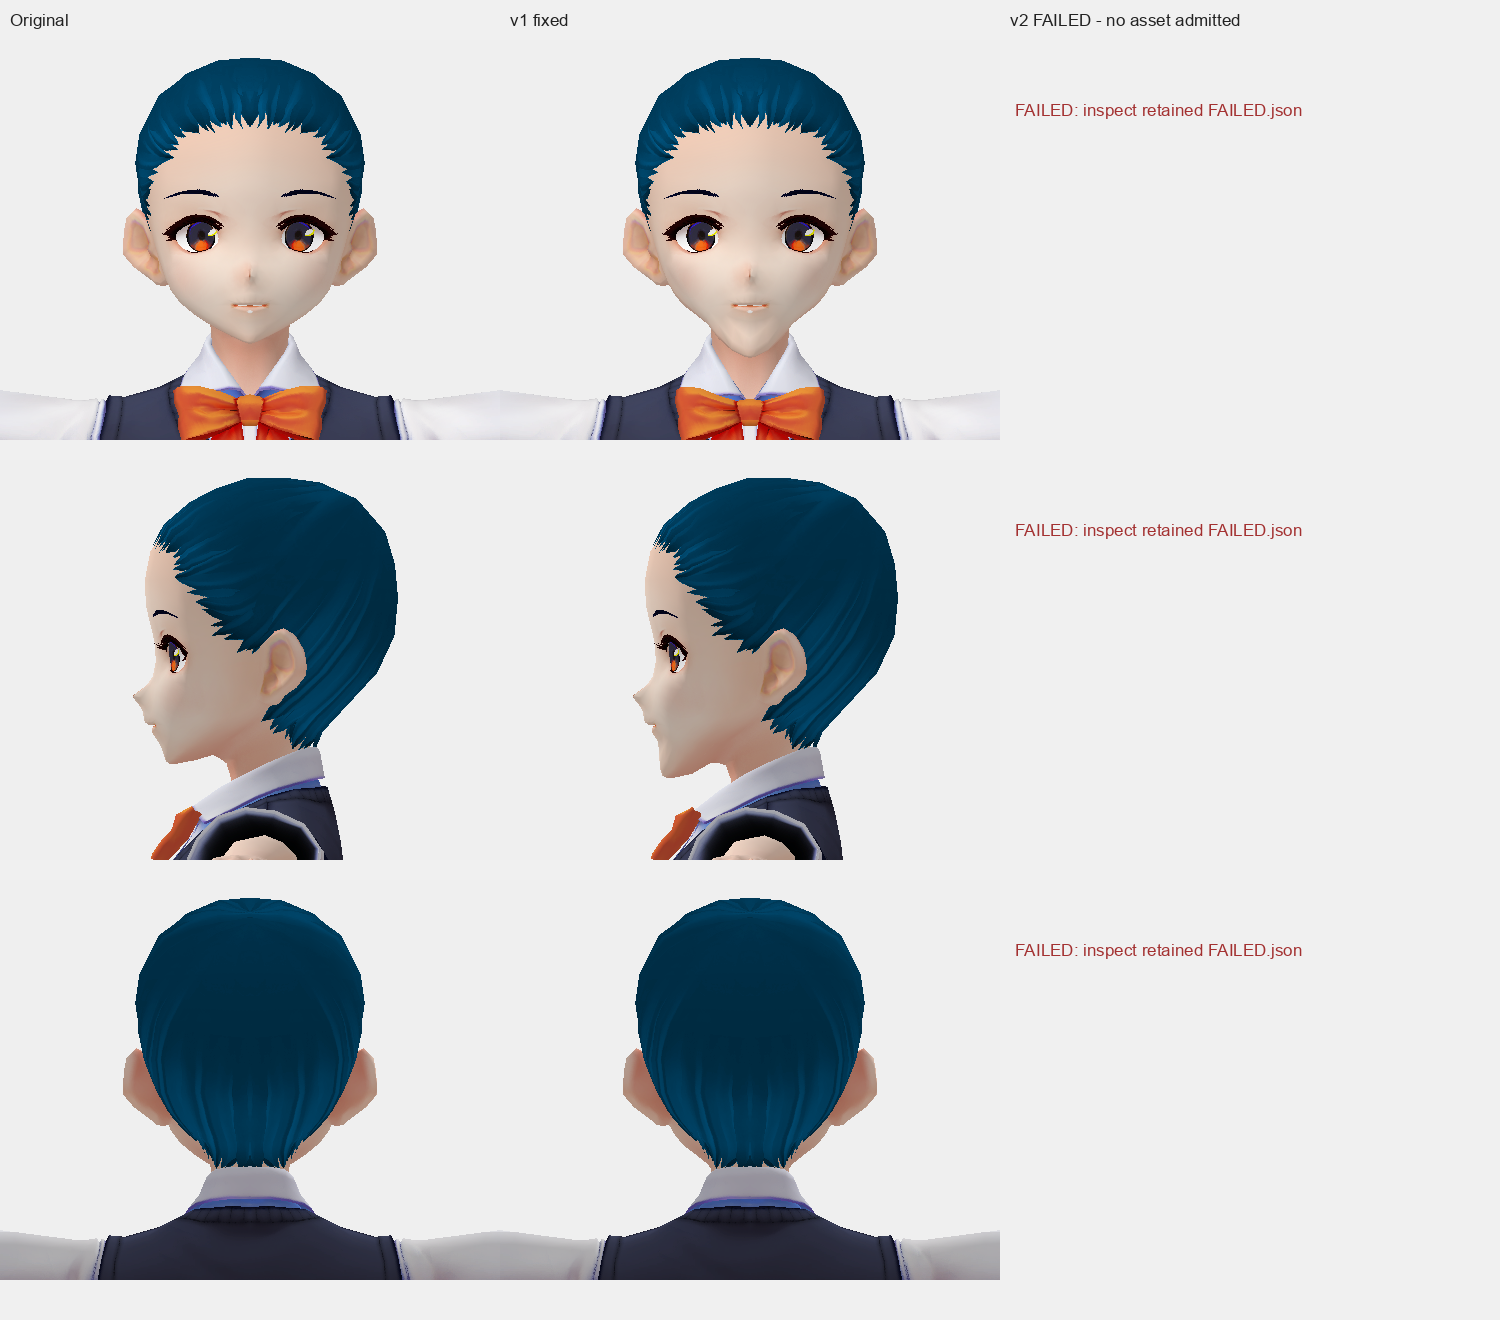 Original
v1 fixed
v2 FAILED - no asset admitted
FAILED: inspect retained FAILED.json
FAILED: inspect retained FAILED.json
FAILED: inspect retained FAILED.json